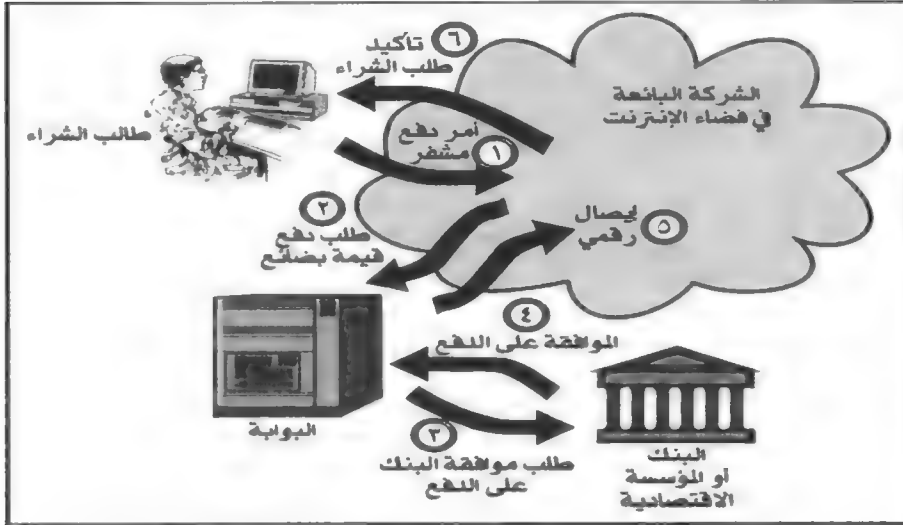 ٦ تأكيد
طلب الشراء
الشركة البائعة
في فضاء الإنترنت
طالب الشراء
أمر دفع
مشفر ١
٢
طلب دفع
قيمة بضائع
إيصال
رقمي ٥
٤
الموافقة على الدفع
البوابة
٣
طلب موافقة البنك
على الدفع
البنك
أو المؤسسة
الاقتصادية